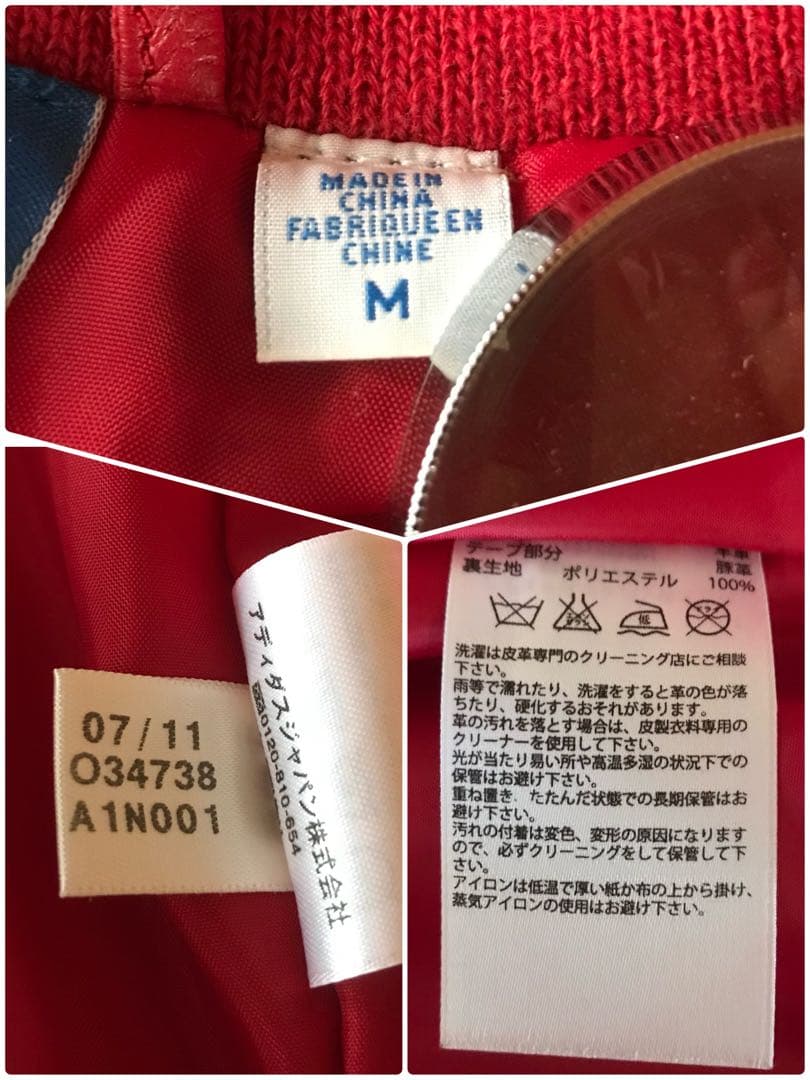 MADE IN
CHINA
FABRIQUE EN
CHINE
M
07/11
O34738
A1N001
アディダスジャパン株式会社
0120-810-654
テープ部分 羊革
豚革
裏生地 ポリエステル 100%
低
洗濯は皮革専門のクリーニング店にご相談
下さい。
雨等で濡れたり、洗濯をすると革の色が落
ちたり、硬化するおそれがあります。
革の汚れを落とす場合は、皮製衣料専用の
クリーナーを使用して下さい。
光が当たり易い所や高温多湿の状況下での
保管はお避け下さい。
重ね置き、たたんだ状態での長期保管はお
避け下さい。
汚れの付着は変色、変形の原因になります
ので、必ずクリーニングをして保管して下
さい。
アイロンは低温で厚い紙か布の上から掛け、
蒸気アイロンの使用はお避け下さい。